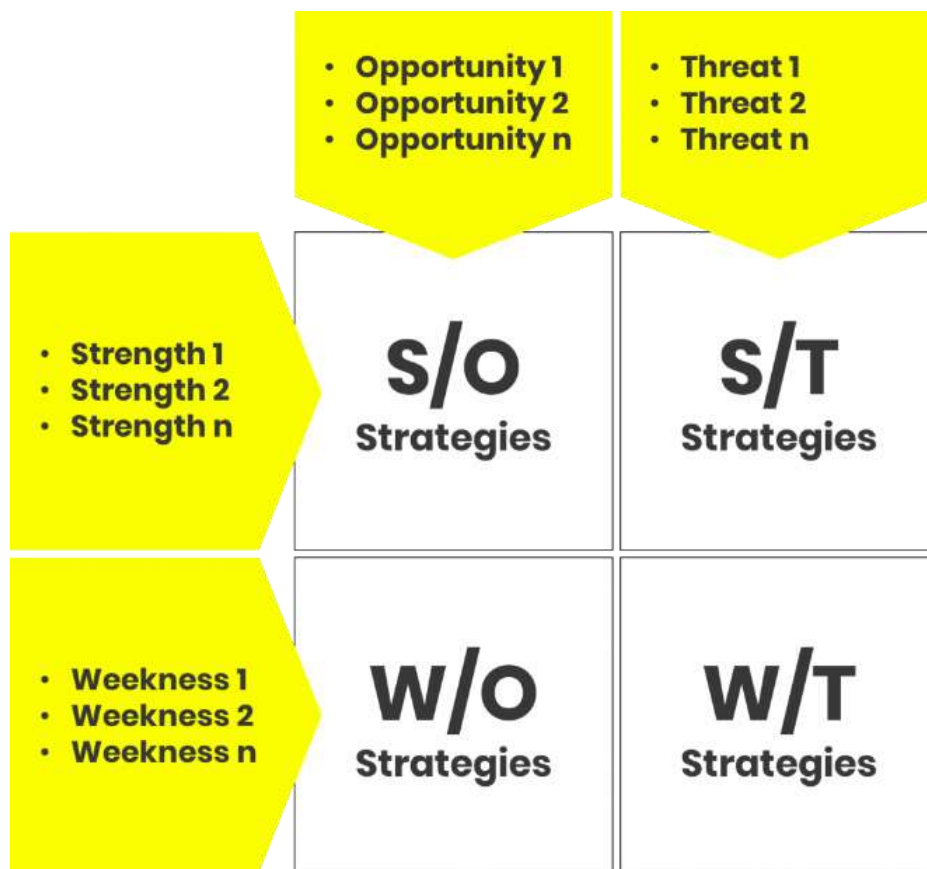 • Opportunity 1
• Opportunity 2
• Opportunity n
• Threat 1
• Threat 2
• Threat n
• Strength 1
• Strength 2
• Strength n
S/O
Strategies
S/T
Strategies
• Weekness 1
• Weekness 2
• Weekness n
W/O
Strategies
W/T
Strategies